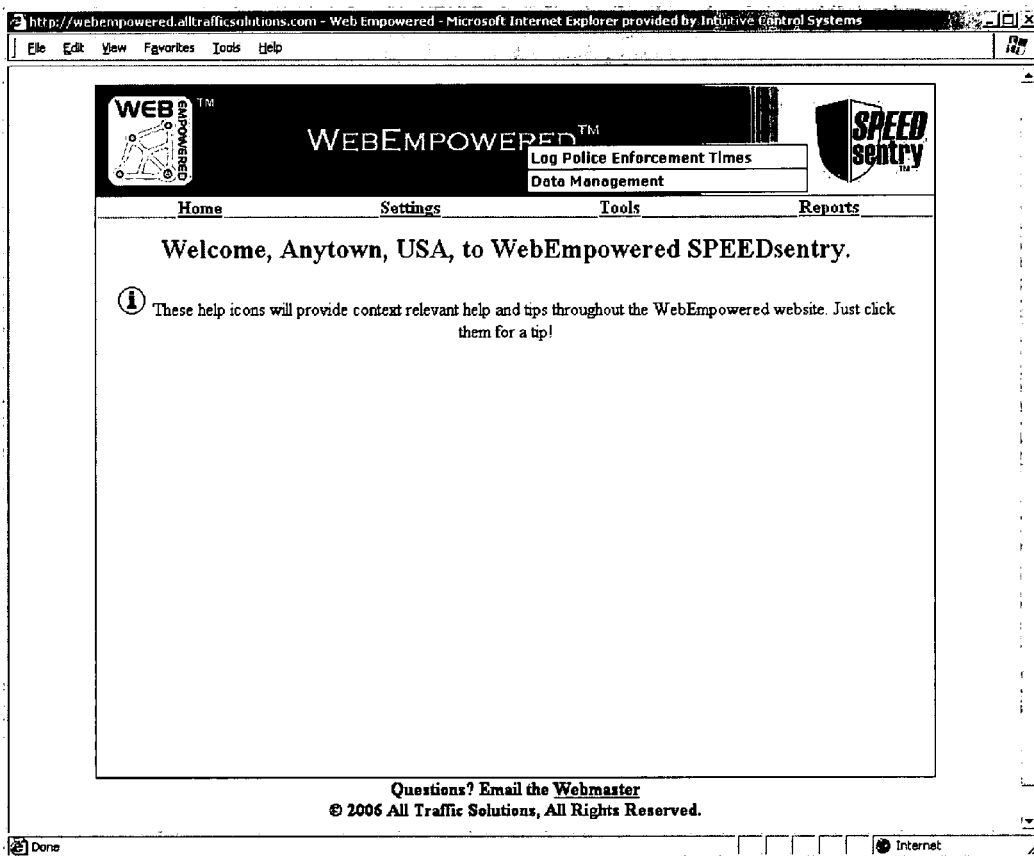 http://webempowered.alltrafficsolutions.com - Web Empowered - Microsoft Internet Explorer provided by Intuitive Control Systems
File Edit View Favorites Tools Help
WEB EMPOWERED TM
WEBEMPOWERED TM
SPEED sentry TM
Log Police Enforcement Times
Data Management
Home Settings Tools Reports
Welcome, Anytown, USA, to WebEmpowered SPEEDsentry.
These help icons will provide context relevant help and tips throughout the WebEmpowered website. Just click
them for a tip!
Questions? Email the Webmaster
© 2006 All Traffic Solutions, All Rights Reserved.
Done Internet